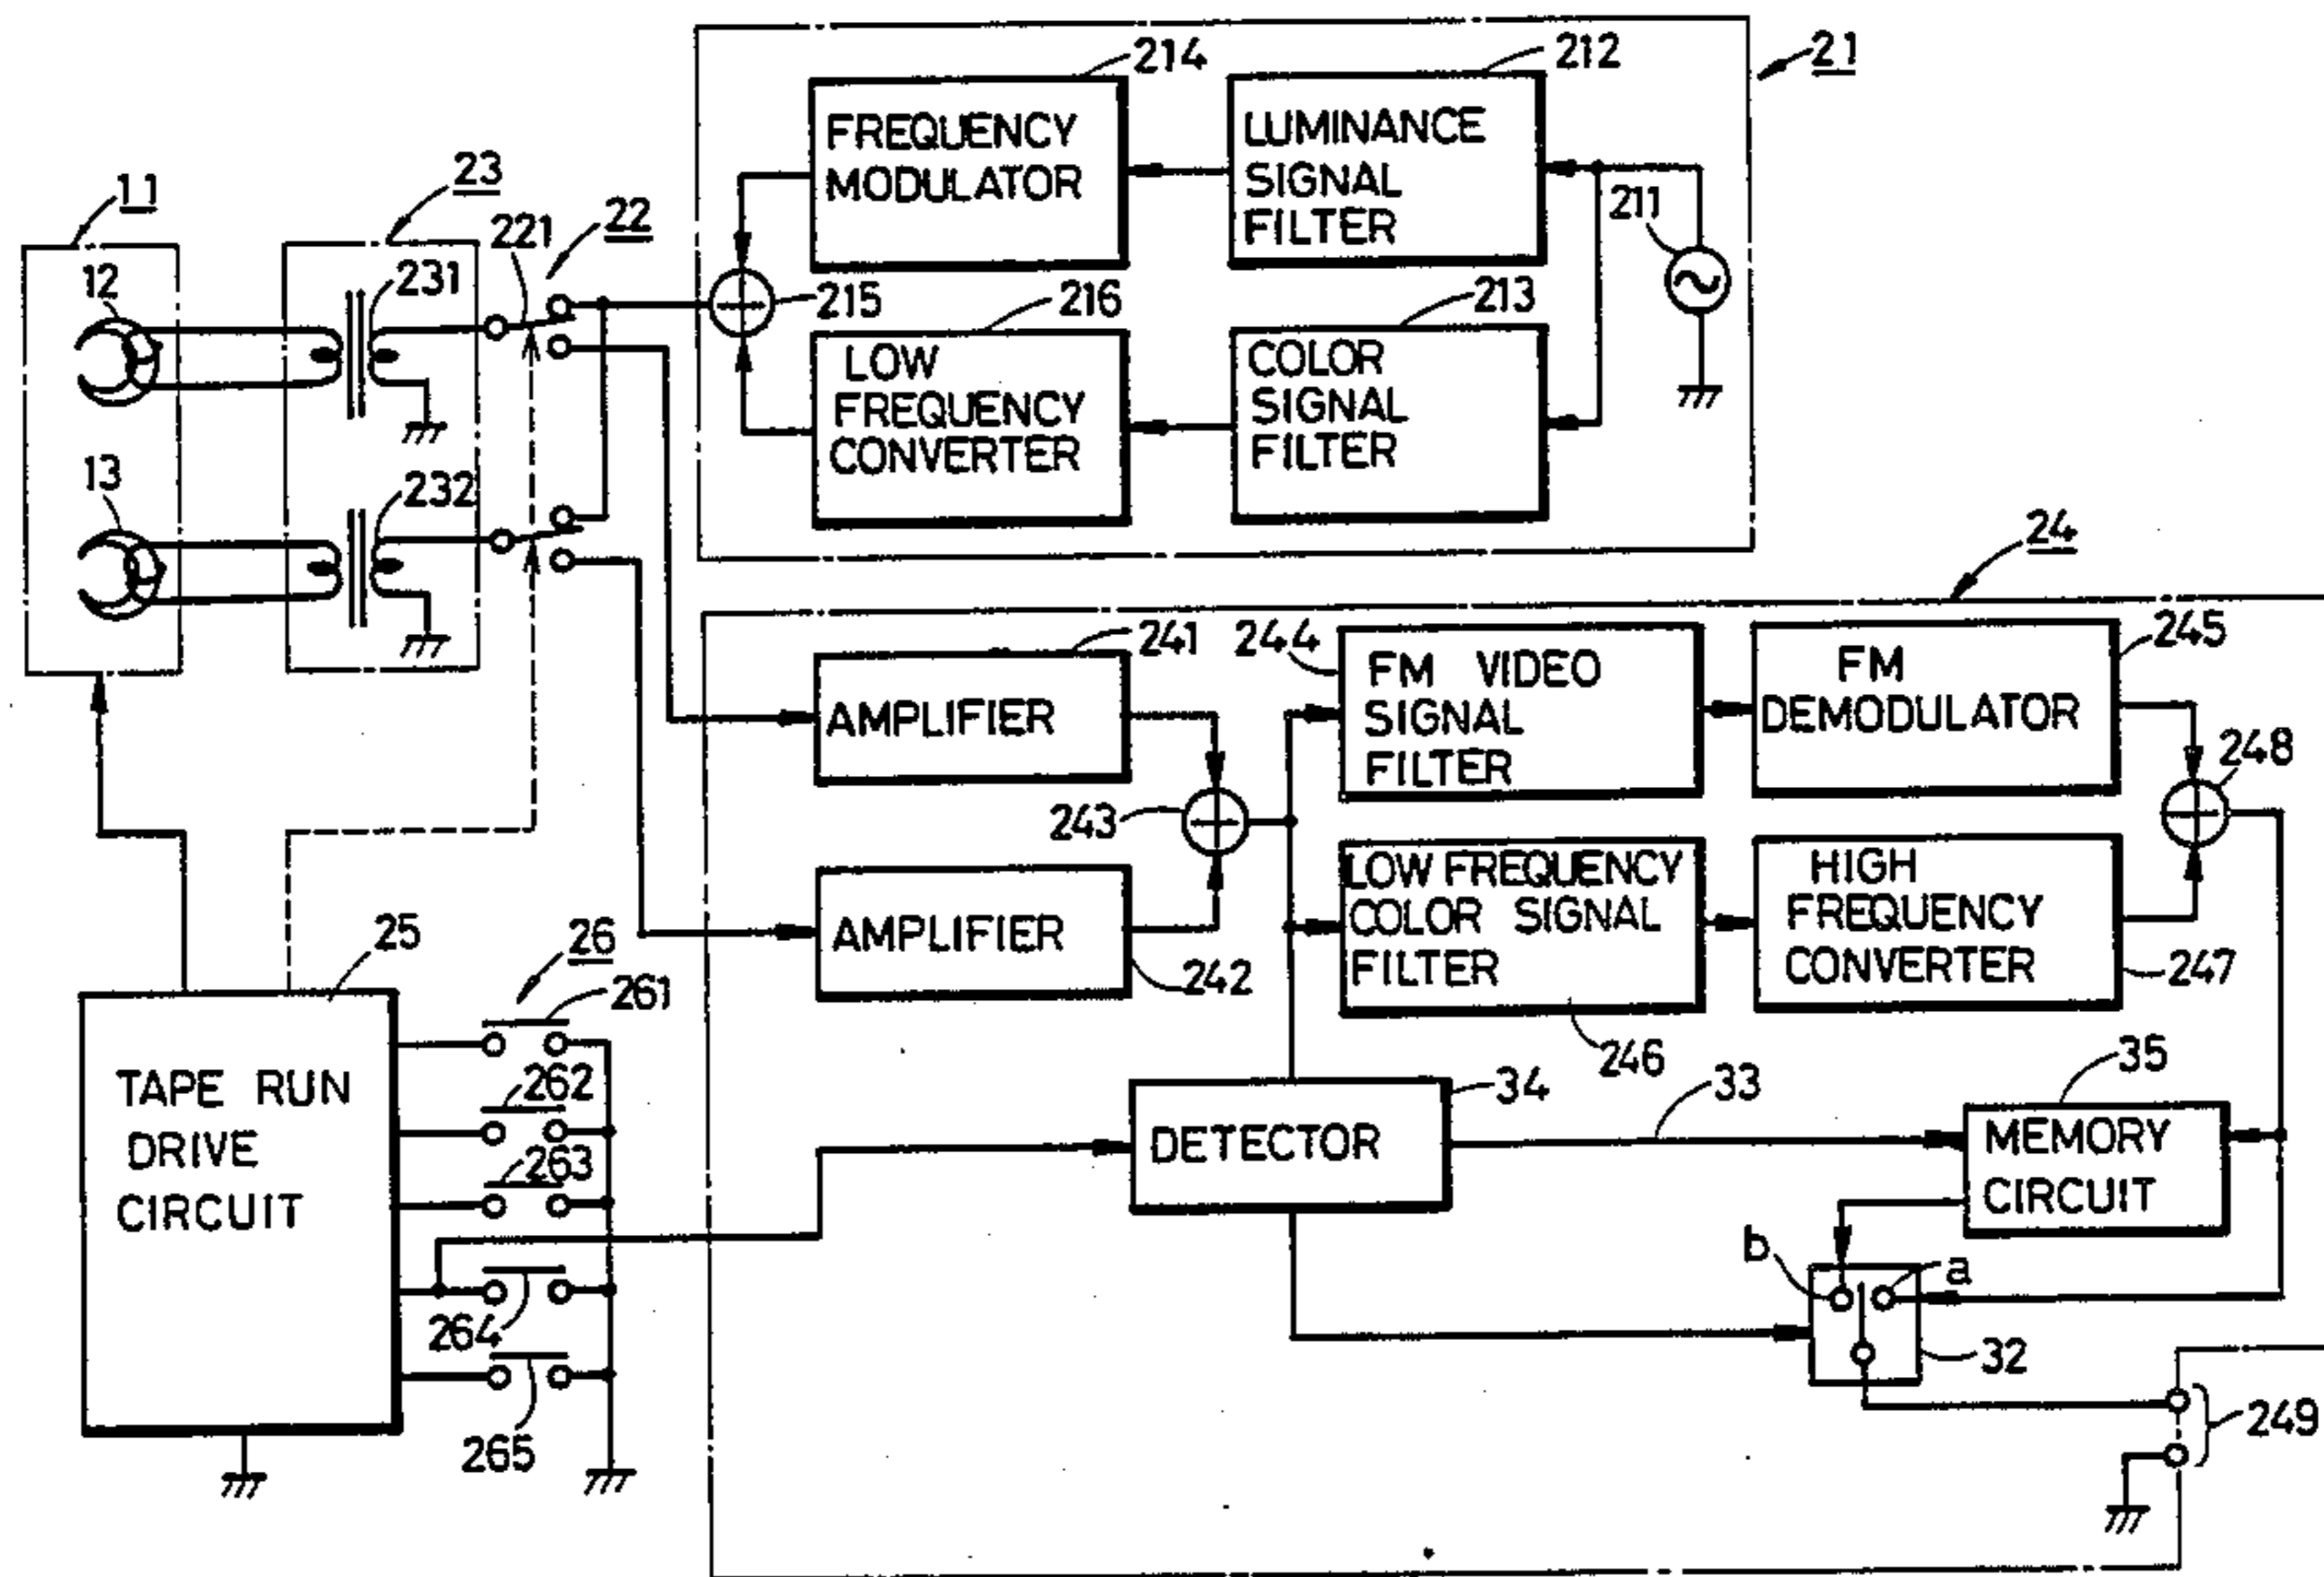 214
212
21
FREQUENCY
MODULATOR
LUMINANCE
SIGNAL
FILTER
211
11
23
221
22
12
231
215
216
213
LOW
FREQUENCY
CONVERTER
COLOR
SIGNAL
FILTER
13
232
24
241
244
FM VIDEO
SIGNAL
FILTER
245
FM
DEMODULATOR
AMPLIFIER
248
243
LOW FREQUENCY
COLOR SIGNAL
FILTER
HIGH
FREQUENCY
CONVERTER
AMPLIFIER
242
247
246
25
26
261
TAPE RUN
DRIVE
CIRCUIT
262
263
264
265
34
33
35
DETECTOR
MEMORY
CIRCUIT
b
a
32
249